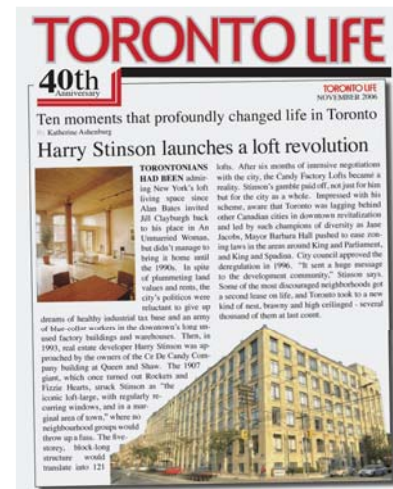 TORONTO LIFE
40th
Anniversary
TORONTO LIFE
NOVEMBER 2006
Ten moments that profoundly changed life in Toronto
By Katherine Ashenburg
Harry Stinson launches a loft revolution
TORONTONIANS
HAD BEEN admir-
ing New York's loft
living space since
Alan Bates invited
Jill Clayburgh back
to his place in An
Unmarried Woman,
but didn't manage to
bring it home until
the 1990s. In spite
of plummeting land
values and rents, the
city's politicos were
reluctant to give up
dreams of healthy industrial tax base and an army
of blue-collar workers in the downtown's long un-
used factory buildings and warehouses. Then, in
1993, real estate developer Harry Stinson was ap-
proached by the owners of the Ce De Candy Com-
pany building at Queen and Shaw. The 1907
giant, which once turned out Rockets and
Fizzie Hearts, struck Stinson as "the
iconic loft-large, with regularly re-
curring windows, and in a mar-
ginal area of town," where no
neighbourhood groups would
throw up a fuss. The five-
storey, block-long
structure would
translate into 121
lofts. After six months of intensive negotiations
with the city, the Candy Factory Lofts became a
reality. Stinson's gamble paid off, not just for him
but for the city as a whole. Impressed with his
scheme, aware that Toronto was lagging behind
other Canadian cities in downtown revitalization
and led by such champions of diversity as Jane
Jacobs, Mayor Barbara Hall pushed to ease zon-
ing laws in the areas around King and Parliament,
and King and Spadina. City council approved the
deregulation in 1996. "It sent a huge message
to the development community," Stinson says.
Some of the most discouraged neighborhoods got
a second lease on life, and Toronto took to a new
kind of nest, brawny and high ceilinged - several
thousand of them at last count.